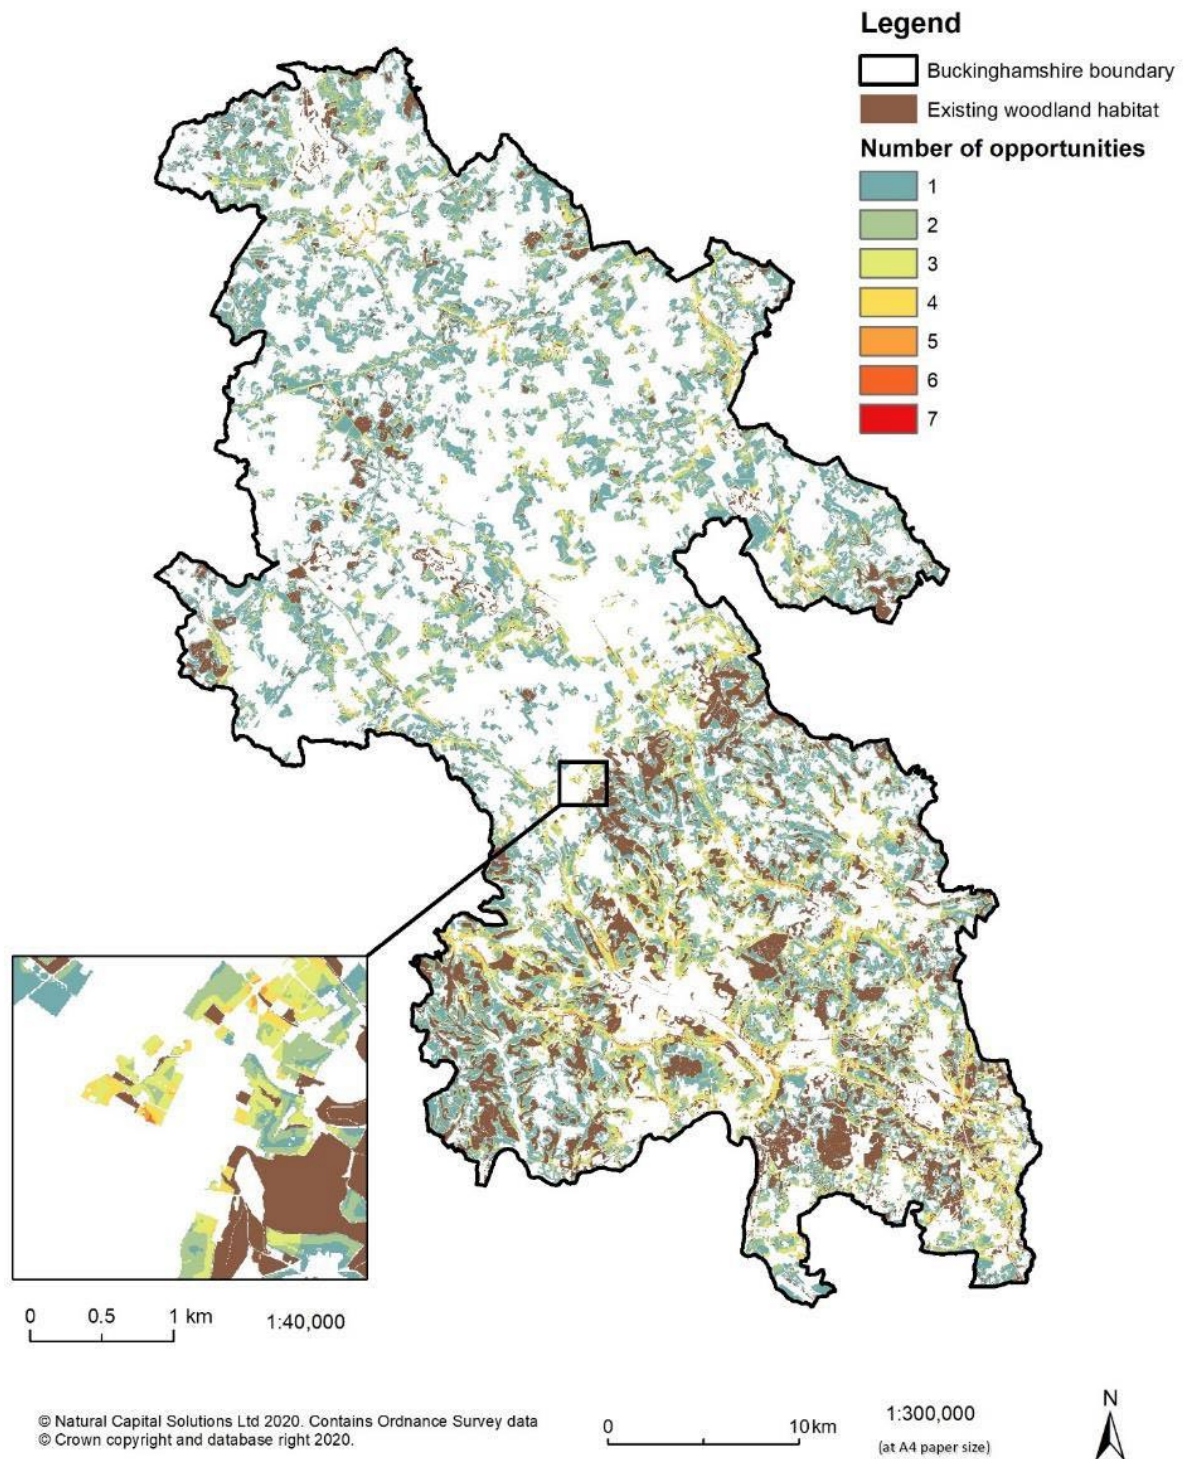 Legend
Buckinghamshire boundary
Existing woodland habitat
Number of opportunities
1
2
3
4
5
6
7
0 0.5 1 km
1:40,000
© Natural Capital Solutions Ltd 2020. Contains Ordnance Survey data
© Crown copyright and database right 2020.
0 10km
1:300,000
(at A4 paper size)
N